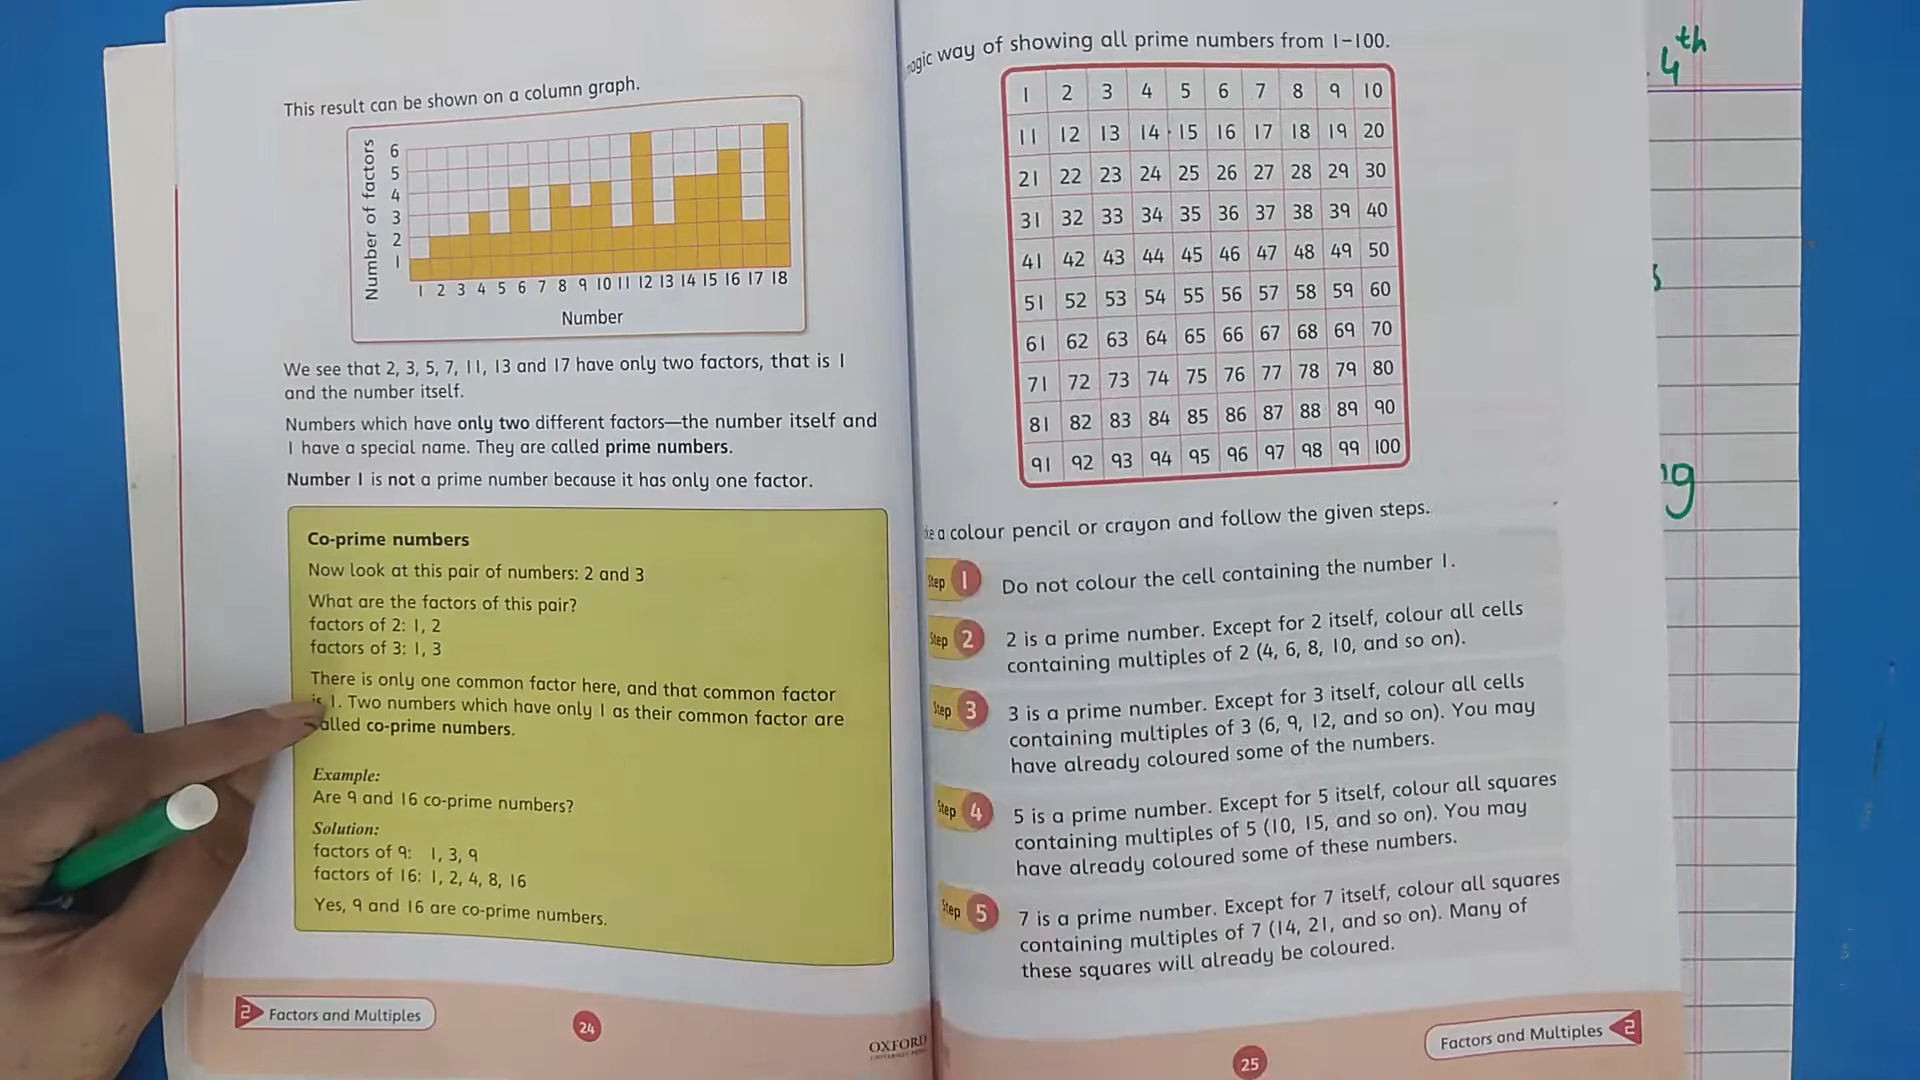 This result can be shown on a column graph.
Number of factors
6
5
4
3
2
1
1 2 3 4 5 6 7 8 9 10 11 12 13 14 15 16 17 18
Number
We see that 2, 3, 5, 7, 11, 13 and 17 have only two factors, that is 1
and the number itself.
Numbers which have only two different factors—the number itself and
1 have a special name. They are called prime numbers.
Number 1 is not a prime number because it has only one factor.
Co-prime numbers
Now look at this pair of numbers: 2 and 3
What are the factors of this pair?
factors of 2: 1, 2
factors of 3: 1, 3
There is only one common factor here, and that common factor
is 1. Two numbers which have only 1 as their common factor are
called co-prime numbers.
Example:
Are 9 and 16 co-prime numbers?
Solution:
factors of 9: 1, 3, 9
factors of 16: 1, 2, 4, 8, 16
Yes, 9 and 16 are co-prime numbers.
2 Factors and Multiples
24
OXFORD
way of showing all prime numbers from 1–100.
1 2 3 4 5 6 7 8 9 10
11 12 13 14 15 16 17 18 19 20
21 22 23 24 25 26 27 28 29 30
31 32 33 34 35 36 37 38 39 40
41 42 43 44 45 46 47 48 49 50
51 52 53 54 55 56 57 58 59 60
61 62 63 64 65 66 67 68 69 70
71 72 73 74 75 76 77 78 79 80
81 82 83 84 85 86 87 88 89 90
91 92 93 94 95 96 97 98 99 100
a colour pencil or crayon and follow the given steps.
Step 1 Do not colour the cell containing the number 1.
Step 2 2 is a prime number. Except for 2 itself, colour all cells
containing multiples of 2 (4, 6, 8, 10, and so on).
Step 3 3 is a prime number. Except for 3 itself, colour all cells
containing multiples of 3 (6, 9, 12, and so on). You may
have already coloured some of the numbers.
Step 4 5 is a prime number. Except for 5 itself, colour all squares
containing multiples of 5 (10, 15, and so on). You may
have already coloured some of these numbers.
Step 5 7 is a prime number. Except for 7 itself, colour all squares
containing multiples of 7 (14, 21, and so on). Many of
these squares will already be coloured.
Factors and Multiples 2
25
4th